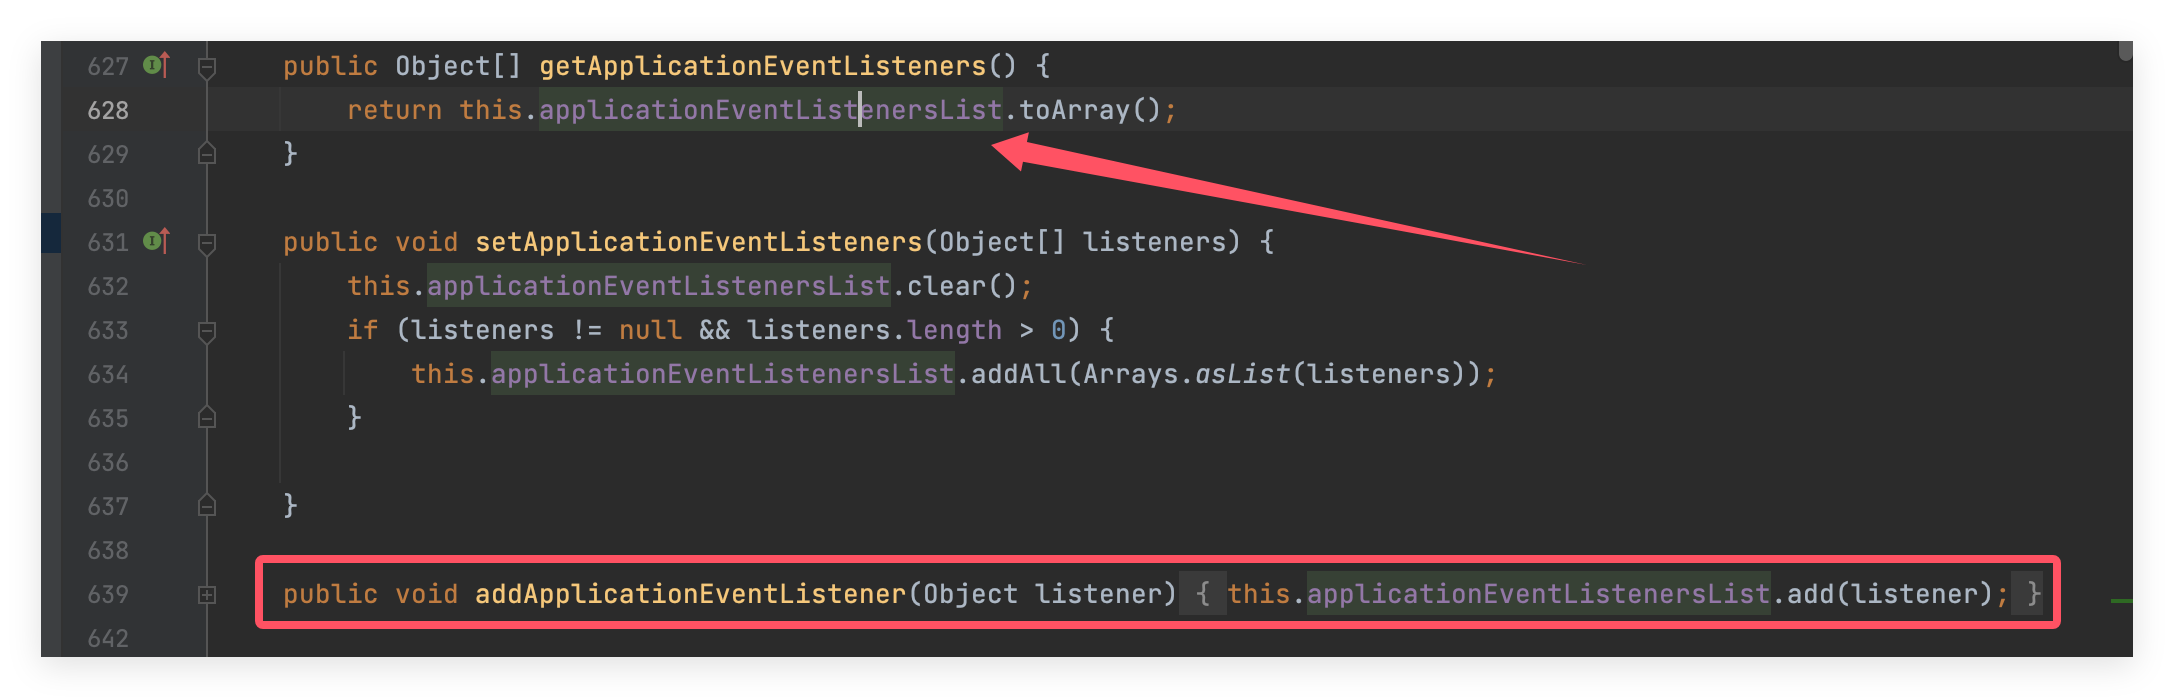 627 public Object[] getApplicationEventListeners() {
628 return this.applicationEventListenersList.toArray();
629 }
630
631 public void setApplicationEventListeners(Object[] listeners) {
632 this.applicationEventListenersList.clear();
633 if (listeners != null && listeners.length > 0) {
634 this.applicationEventListenersList.addAll(Arrays.asList(listeners));
635 }
636
637 }
638
639 public void addApplicationEventListener(Object listener) { this.applicationEventListenersList.add(listener); }
642